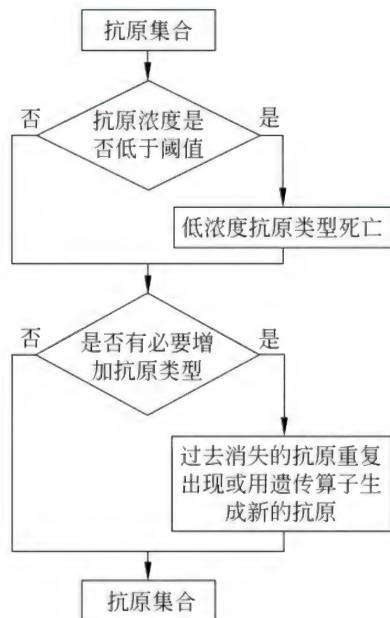 抗原集合
否
抗原浓度是
否低于阈值
是
低浓度抗原类型死亡
否
是否有必要增
加抗原类型
是
过去消失的抗原重复
出现或用遗传算子生
成新的抗原
抗原集合